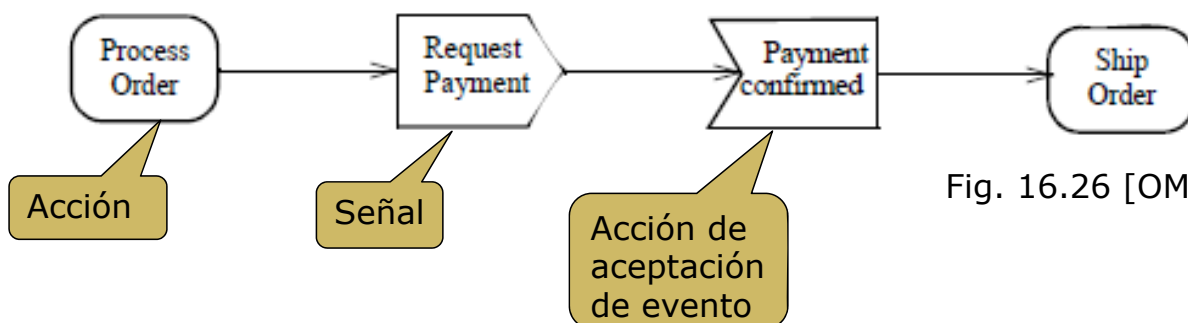 Process
Order
Request
Payment
Payment
confirmed
Ship
Order
Acción
Señal
Acción de
aceptación
de evento
Fig. 16.26 [OM